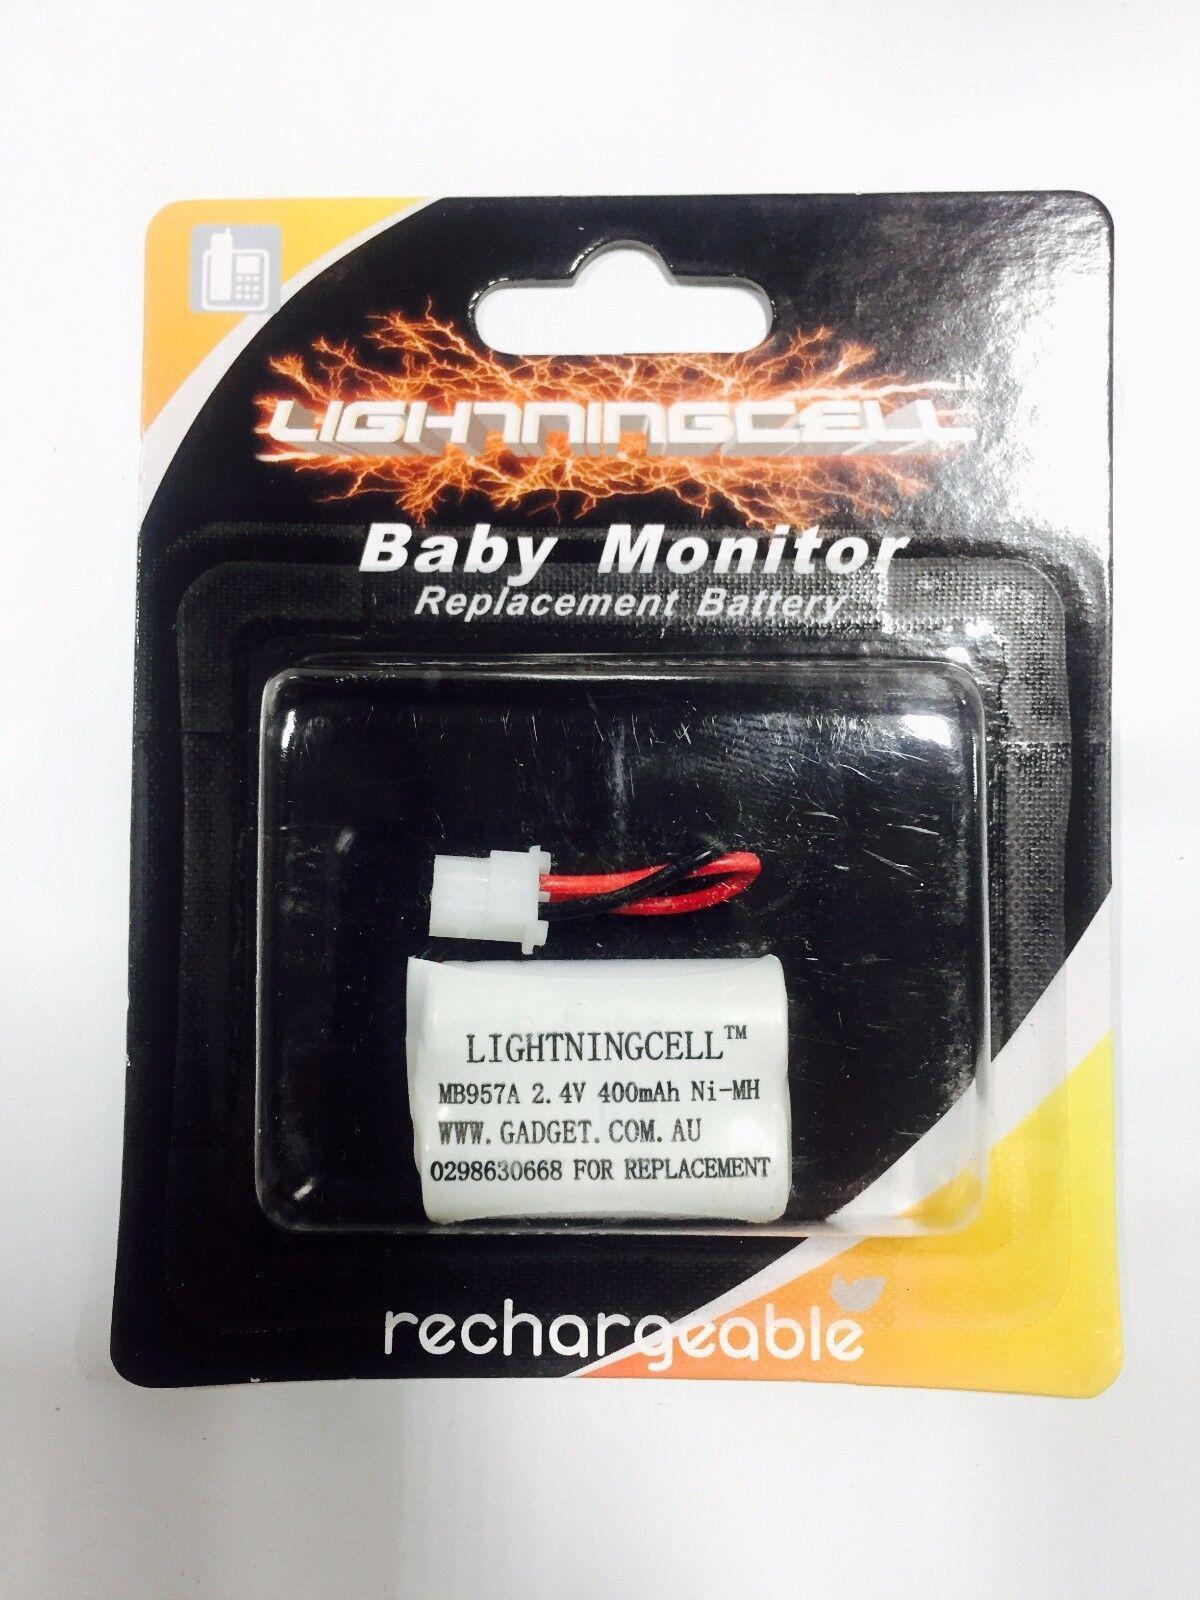 LIGHTNINGCELL™
Baby Monitor
Replacement Battery
LIGHTNINGCELL™
MB957A 2.4V 400mAh Ni-MH
WWW.GADGET.COM.AU
0298630668 FOR REPLACEMENT
rechargeable